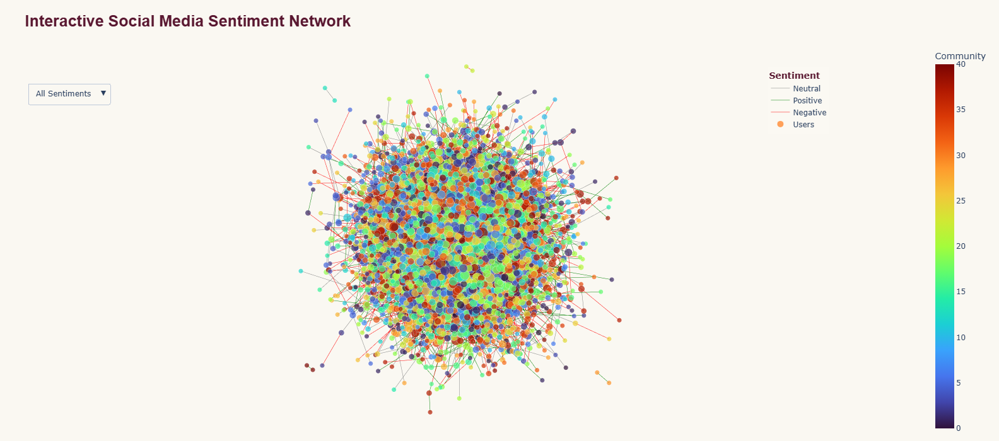 Interactive Social Media Sentiment Network
All Sentiments ▼
Sentiment
Neutral
Positive
Negative
Users
Community
40
35
30
25
20
15
10
5
0